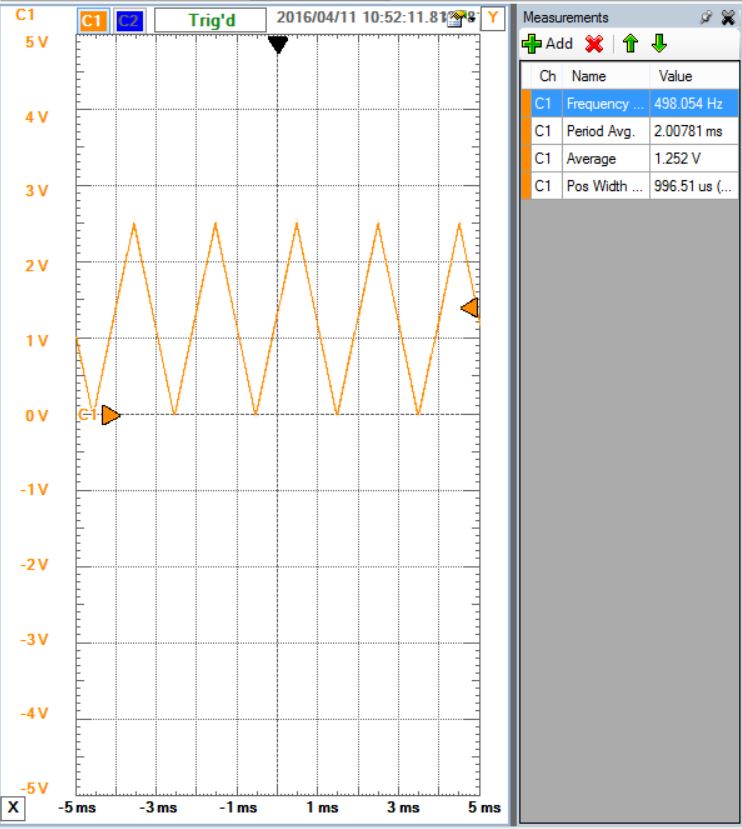 C1 C1 C2 Trig'd 2016/04/11 10:52:11.81 Y
5 V
4 V
3 V
2 V
1 V
C1
0 V
-1 V
-2 V
-3 V
-4 V
-5 V
X -5 ms -3 ms -1 ms 1 ms 3 ms 5 ms
Measurements
Add
Ch Name Value
C1 Frequency ... 498.054 Hz
C1 Period Avg. 2.00781 ms
C1 Average 1.252 V
C1 Pos Width ... 996.51 us (...